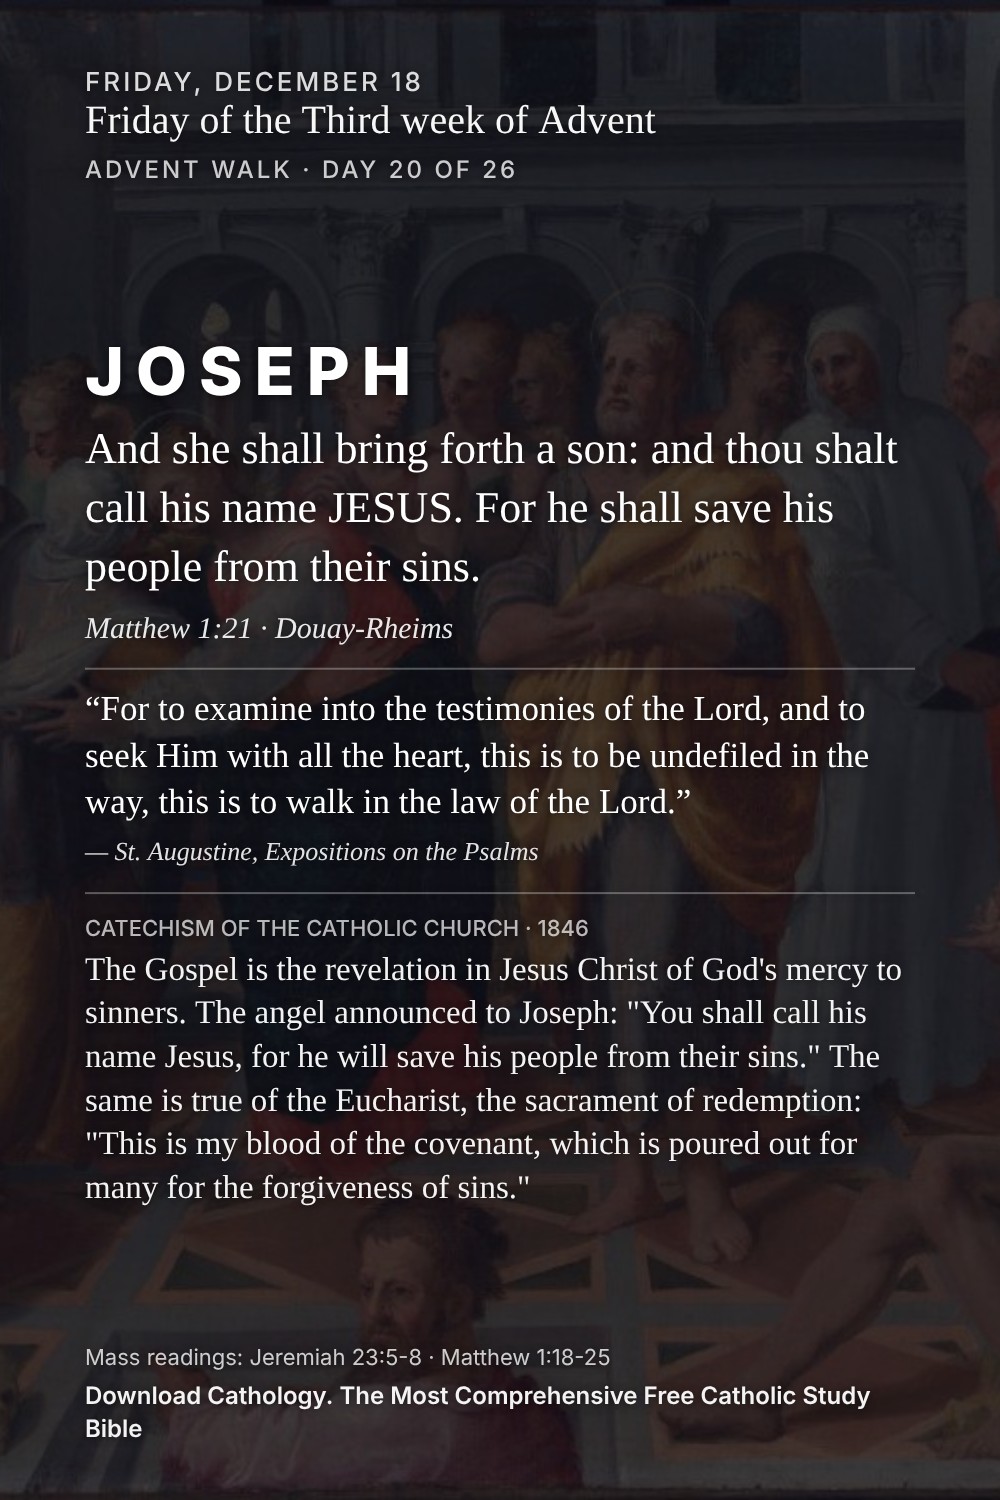 FRIDAY, DECEMBER 18
Friday of the Third week of Advent
ADVENT WALK · DAY 20 OF 26
JOSEPH
And she shall bring forth a son: and thou shalt
call his name JESUS. For he shall save his
people from their sins.
Matthew 1:21 · Douay-Rheims
“For to examine into the testimonies of the Lord, and to
seek Him with all the heart, this is to be undefiled in the
way, this is to walk in the law of the Lord.”
— St. Augustine, Expositions on the Psalms
CATECHISM OF THE CATHOLIC CHURCH · 1846
The Gospel is the revelation in Jesus Christ of God's mercy to
sinners. The angel announced to Joseph: "You shall call his
name Jesus, for he will save his people from their sins." The
same is true of the Eucharist, the sacrament of redemption:
"This is my blood of the covenant, which is poured out for
many for the forgiveness of sins."
Mass readings: Jeremiah 23:5-8 · Matthew 1:18-25
Download Cathology. The Most Comprehensive Free Catholic Study
Bible